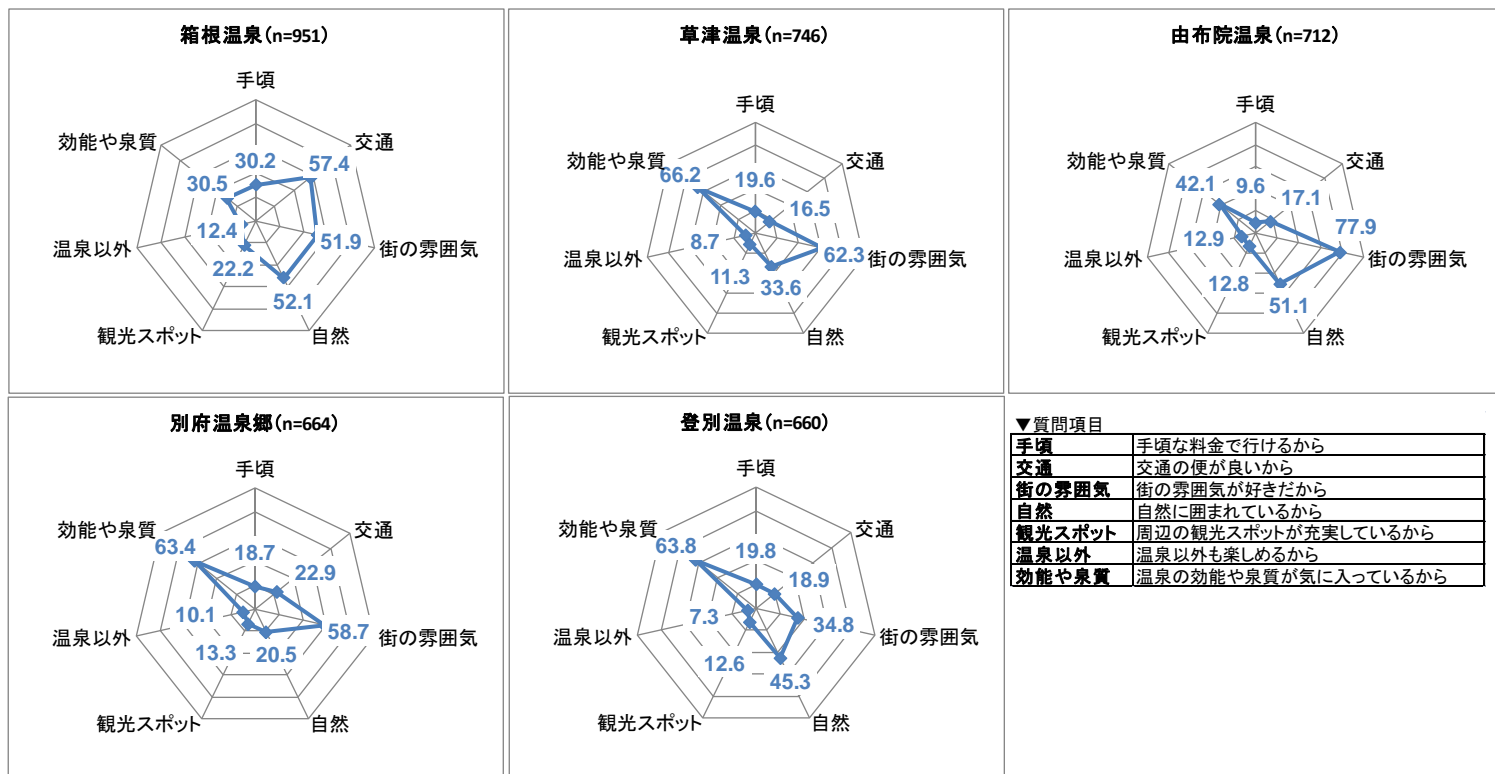 箱根温泉(n=951)
手頃
交通
街の雰囲気
自然
観光スポット
温泉以外
効能や泉質
30.2
57.4
51.9
52.1
22.2
12.4
30.5
草津温泉(n=746)
手頃
交通
街の雰囲気
自然
観光スポット
温泉以外
効能や泉質
19.6
16.5
62.3
33.6
11.3
8.7
66.2
由布院温泉(n=712)
手頃
交通
街の雰囲気
自然
観光スポット
温泉以外
効能や泉質
9.6
17.1
77.9
51.1
12.8
12.9
42.1
別府温泉郷(n=664)
手頃
交通
街の雰囲気
自然
観光スポット
温泉以外
効能や泉質
18.7
22.9
58.7
20.5
13.3
10.1
63.4
登別温泉(n=660)
手頃
交通
街の雰囲気
自然
観光スポット
温泉以外
効能や泉質
19.8
18.9
34.8
45.3
12.6
7.3
63.8
▼質問項目
手頃 手頃な料金で行けるから
交通 交通の便が良いから
街の雰囲気 街の雰囲気が好きだから
自然 自然に囲まれているから
観光スポット 周辺の観光スポットが充実しているから
温泉以外 温泉以外も楽しめるから
効能や泉質 温泉の効能や泉質が気に入っているから